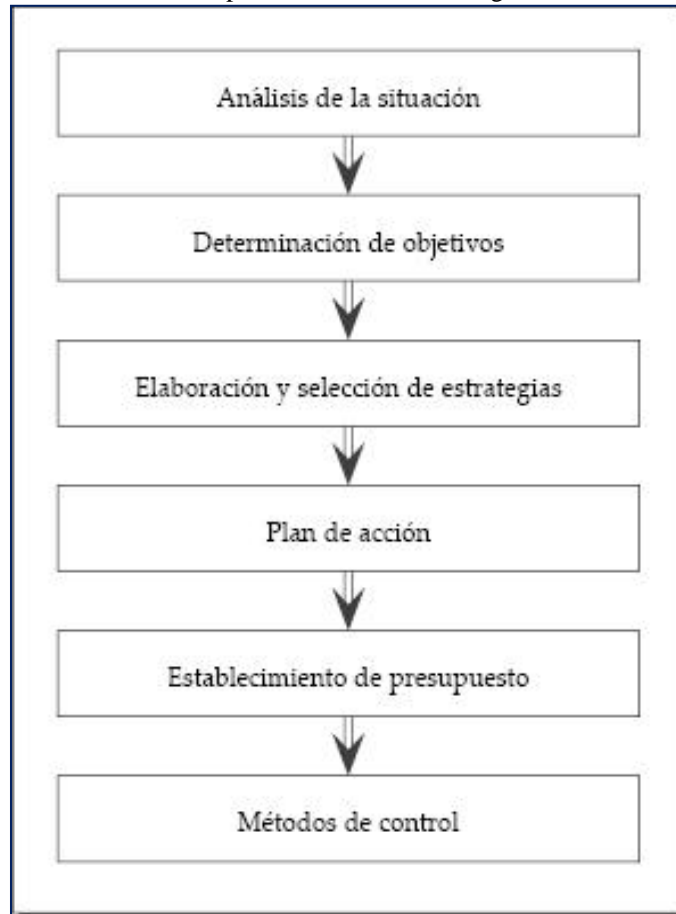 Análisis de la situación
Determinación de objetivos
Elaboración y selección de estrategias
Plan de acción
Establecimiento de presupuesto
Métodos de control